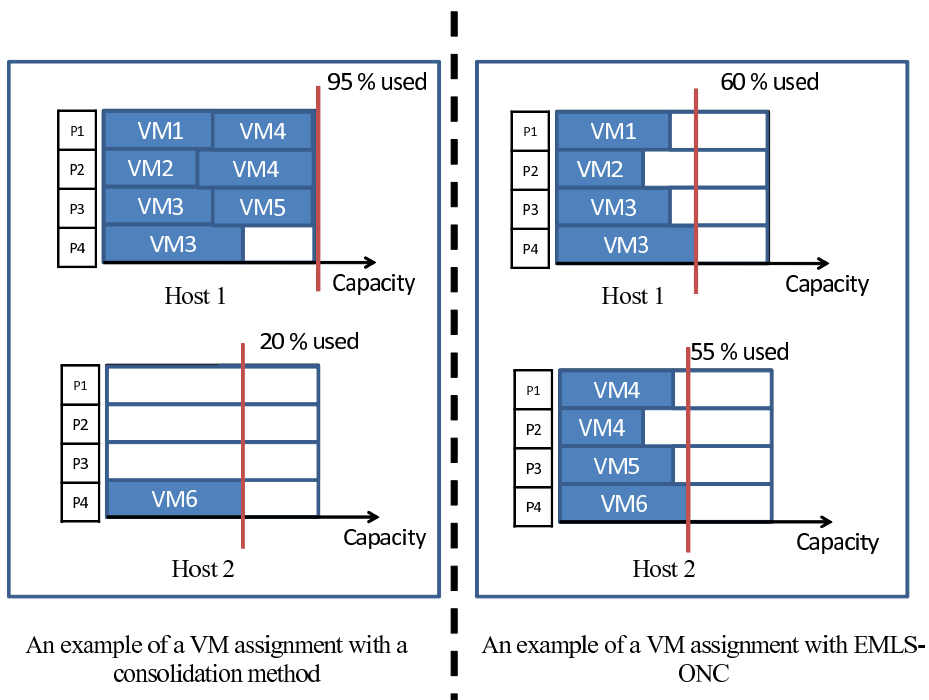 95 % used
P1 VM1 VM4
P2 VM2 VM4
P3 VM3 VM5
P4 VM3
Capacity
Host 1
20 % used
P1
P2
P3
P4 VM6
Capacity
Host 2
An example of a VM assignment with a
consolidation method
60 % used
P1 VM1
P2 VM2
P3 VM3
P4 VM3
Capacity
Host 1
55 % used
P1 VM4
P2 VM4
P3 VM5
P4 VM6
Capacity
Host 2
An example of a VM assignment with EMLS-
ONC